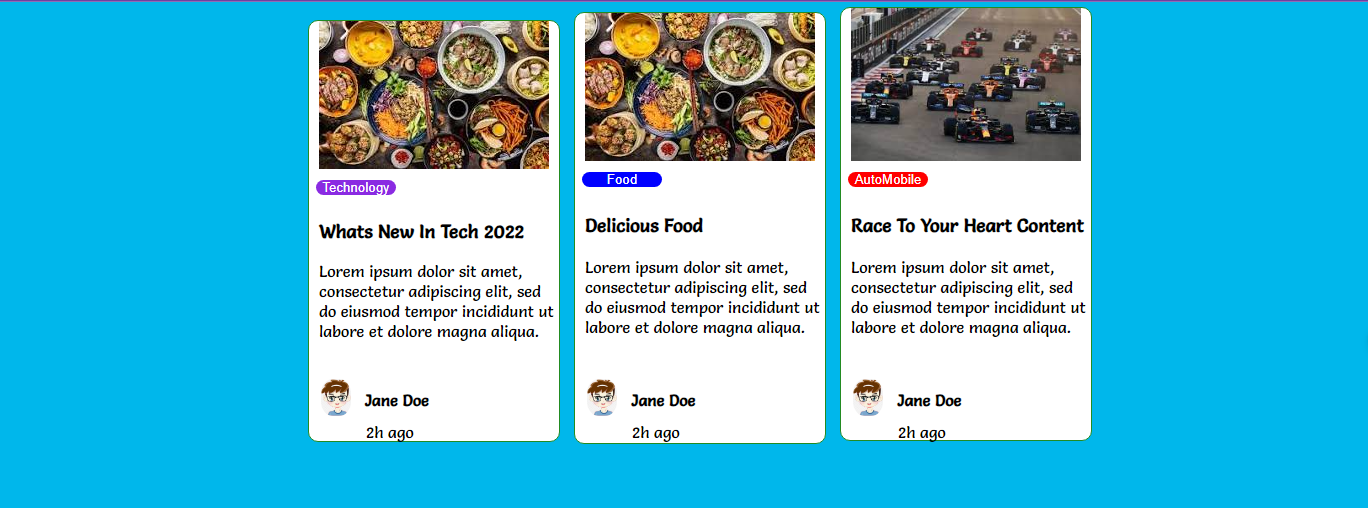 Technology
Whats New In Tech 2022
Lorem ipsum dolor sit amet,
consectetur adipiscing elit, sed
do eiusmod tempor incididunt ut
labore et dolore magna aliqua.
Jane Doe
2h ago
Food
Delicious Food
Lorem ipsum dolor sit amet,
consectetur adipiscing elit, sed
do eiusmod tempor incididunt ut
labore et dolore magna aliqua.
Jane Doe
2h ago
AutoMobile
Race To Your Heart Content
Lorem ipsum dolor sit amet,
consectetur adipiscing elit, sed
do eiusmod tempor incididunt ut
labore et dolore magna aliqua.
Jane Doe
2h ago